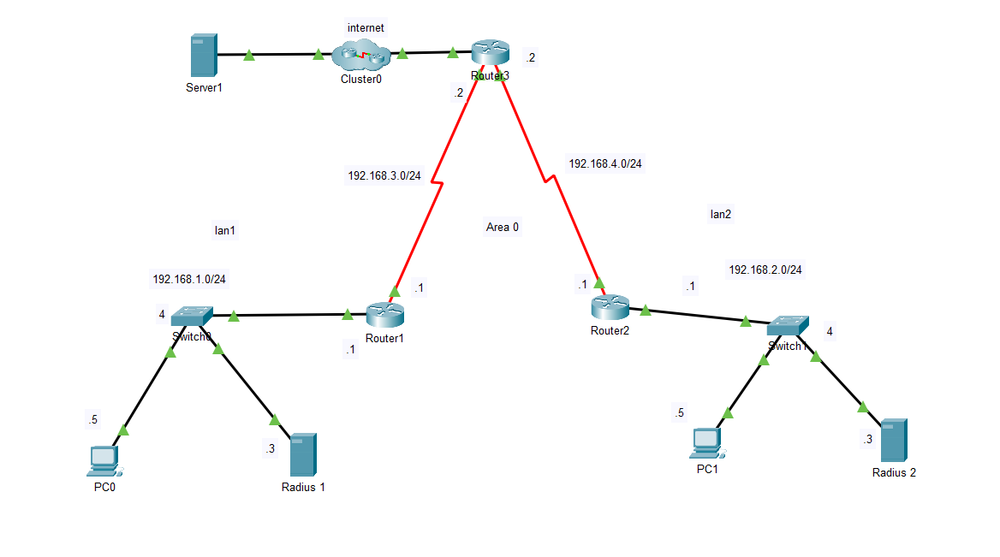 internet
Server1
Cluster0
Router3
.2
.2
192.168.3.0/24
192.168.4.0/24
Area 0
lan1
lan2
192.168.1.0/24
192.168.2.0/24
4
Switch0
.1
Router1
.1
.1
Router2
.1
Switch1
4
.5
PC0
.3
Radius 1
.5
PC1
.3
Radius 2